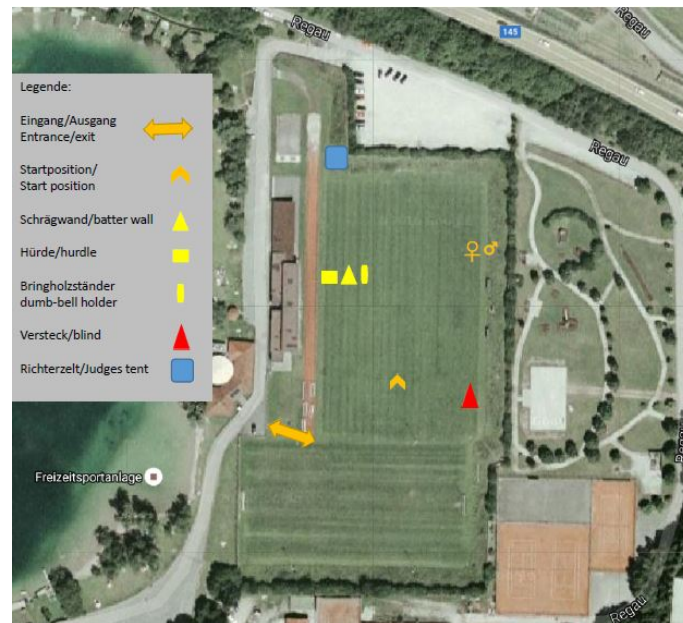 Regau
145
Regau
Legende:
Eingang/Ausgang
Entrance/exit
Startposition/
Start position
Schrägwand/batter wall
Hürde/hurdle
Bringholzständer
dumb-bell holder
Versteck/blind
Richterzelt/Judges tent
Regau
Freizeitsportanlage
Regau